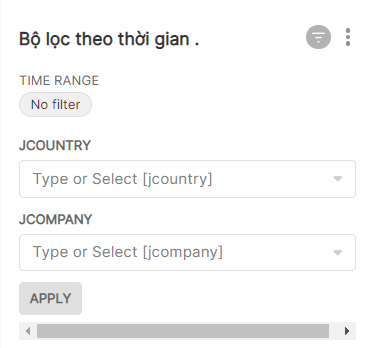 Bộ lọc theo thời gian .
TIME RANGE
No filter
JCOUNTRY
Type or Select [jcountry]
JCOMPANY
Type or Select [jcompany]
APPLY